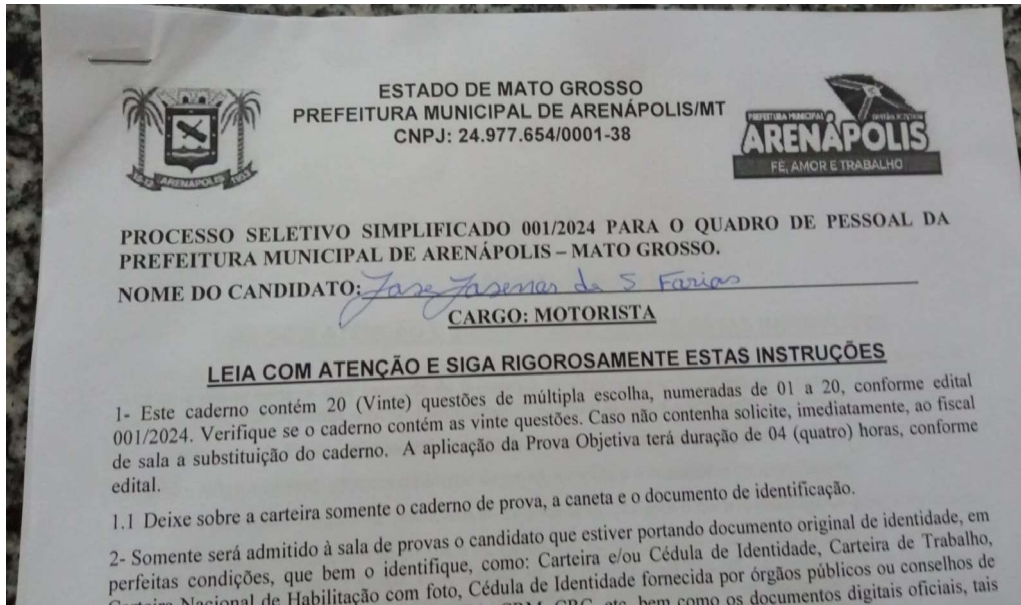 ESTADO DE MATO GROSSO
PREFEITURA MUNICIPAL DE ARENÁPOLIS/MT
CNPJ: 24.977.654/0001-38
ARENAPOLIS 1953
PREFEITURA MUNICIPAL
ARENÁPOLIS
FÉ, AMOR E TRABALHO
PROCESSO SELETIVO SIMPLIFICADO 001/2024 PARA O QUADRO DE PESSOAL DA
PREFEITURA MUNICIPAL DE ARENÁPOLIS – MATO GROSSO.
NOME DO CANDIDATO: de S Farias
CARGO: MOTORISTA
LEIA COM ATENÇÃO E SIGA RIGOROSAMENTE ESTAS INSTRUÇÕES
1- Este caderno contém 20 (Vinte) questões de múltipla escolha, numeradas de 01 a 20, conforme edital
001/2024. Verifique se o caderno contém as vinte questões. Caso não contenha solicite, imediatamente, ao fiscal
de sala a substituição do caderno. A aplicação da Prova Objetiva terá duração de 04 (quatro) horas, conforme
edital.
1.1 Deixe sobre a carteira somente o caderno de prova, a caneta e o documento de identificação.
2- Somente será admitido à sala de provas o candidato que estiver portando documento original de identidade, em
perfeitas condições, que bem o identifique, como: Carteira e/ou Cédula de Identidade, Carteira de Trabalho,
Carteira Nacional de Habilitação com foto, Cédula de Identidade fornecida por órgãos públicos ou conselhos de
CRM, CRC, etc, bem como os documentos digitais oficiais, tais